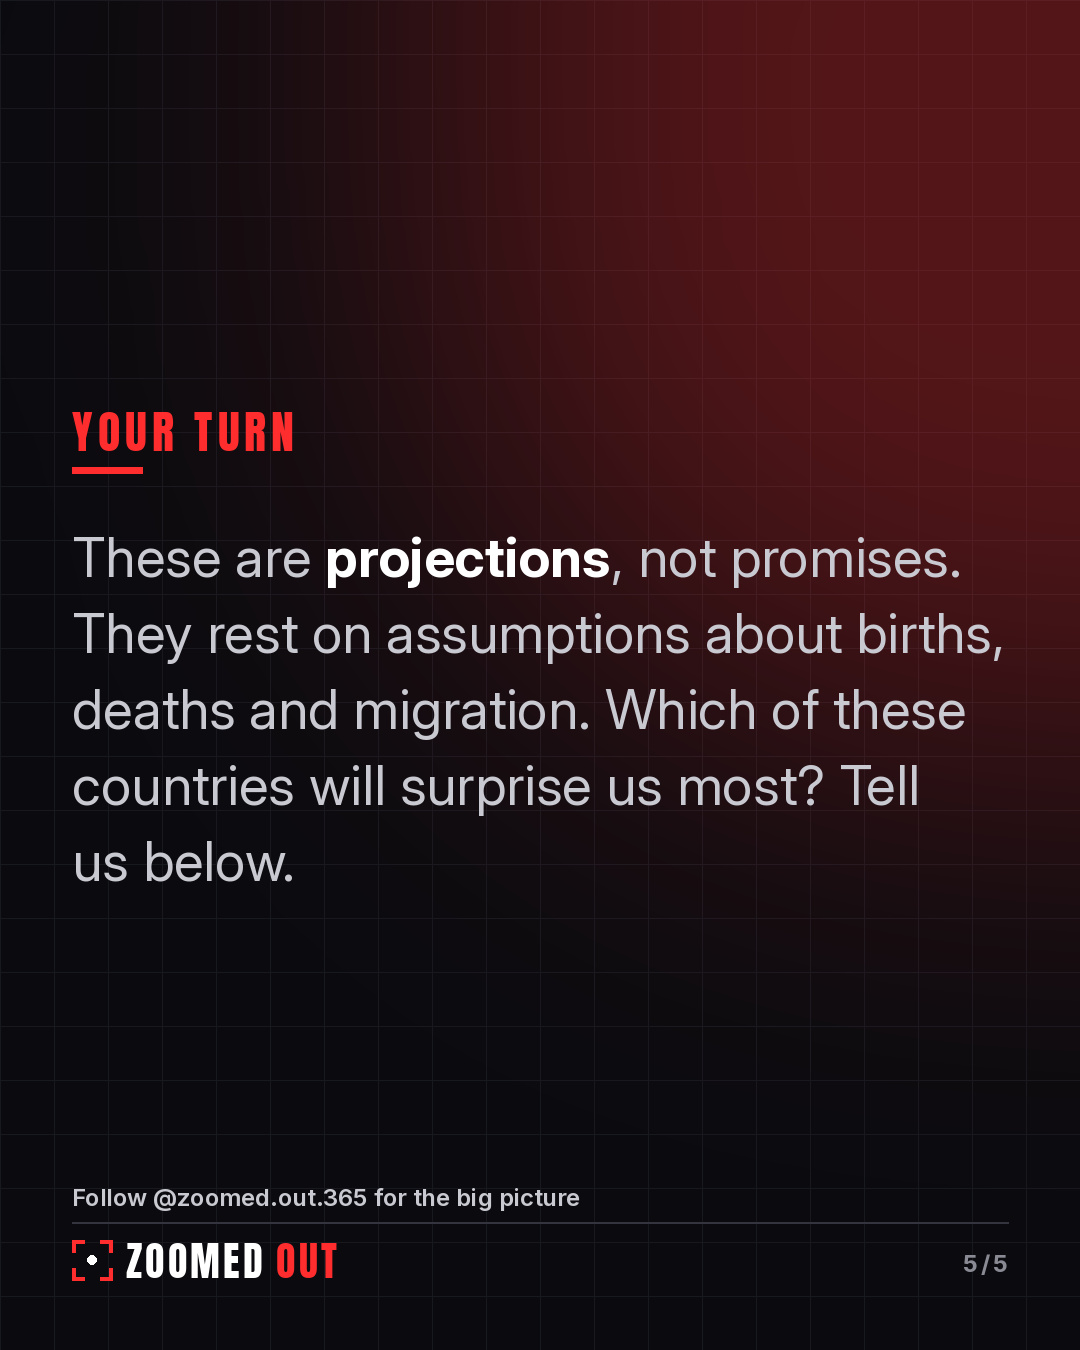 YOUR TURN
These are projections, not promises.
They rest on assumptions about births,
deaths and migration. Which of these
countries will surprise us most? Tell
us below.
Follow @zoomed.out.365 for the big picture
ZOOMED OUT
5/5